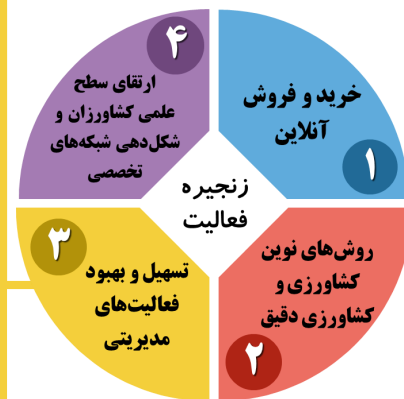 زنجیره
فعالیت
خرید و فروش
آنلاین
۱
روش‌های نوین
کشاورزی و
کشاورزی دقیق
۲
۳
تسهیل و بهبود
فعالیت‌های
مدیریتی
۴
ارتقای سطح
علمی کشاورزان و
شکل‌دهی شبکه‌های
تخصصی